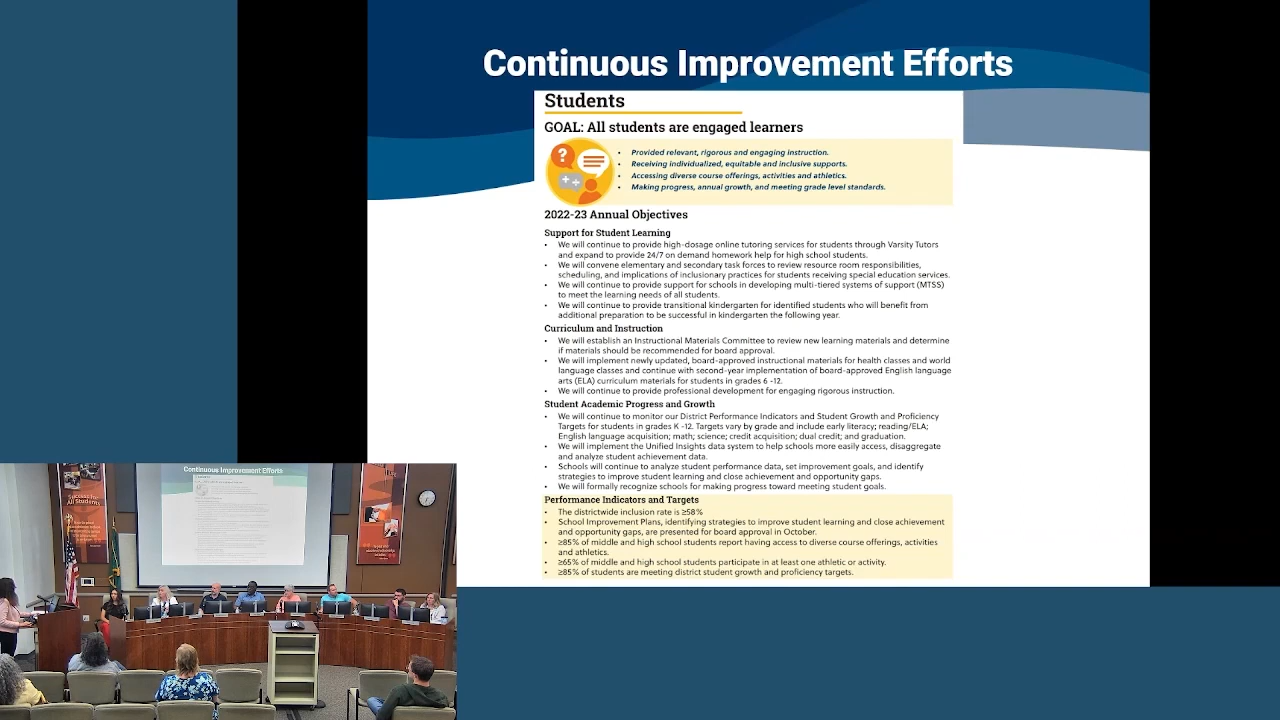 Continuous Improvement Efforts
Students
GOAL: All students are engaged learners
• Provided relevant, rigorous and engaging instruction.
• Receiving individualized, equitable and inclusive supports.
• Accessing diverse course offerings, activities and athletics.
• Making progress, annual growth, and meeting grade level standards.
2022-23 Annual Objectives
Support for Student Learning
• We will continue to provide high-dosage online tutoring services for students through Varsity Tutors
and expand to provide 24/7 on demand homework help for high school students.
• We will convene elementary and secondary task forces to review resource room responsibilities,
scheduling, and implications of inclusionary practices for students receiving special education services.
• We will continue to provide support for schools in developing multi-tiered systems of support (MTSS)
to meet the learning needs of all students.
• We will continue to provide transitional kindergarten for identified students who will benefit from
additional preparation to be successful in kindergarten the following year.
Curriculum and Instruction
• We will establish an Instructional Materials Committee to review new learning materials and determine
if materials should be recommended for board approval.
• We will implement newly updated, board-approved instructional materials for health classes and world
language classes and continue with second-year implementation of board-approved English language
arts (ELA) curriculum materials for students in grades 6 -12.
• We will continue to provide professional development for engaging rigorous instruction.
Student Academic Progress and Growth
• We will continue to monitor our District Performance Indicators and Student Growth and Proficiency
Targets for students in grades K -12. Targets vary by grade and include early literacy; reading/ELA;
English language acquisition; math; science; credit acquisition; dual credit; and graduation.
• We will implement the Unified Insights data system to help schools more easily access, disaggregate
and analyze student achievement data.
• Schools will continue to analyze student performance data, set improvement goals, and identify
strategies to improve student learning and close achievement and opportunity gaps.
• We will formally recognize schools for making progress toward meeting student goals.
Performance Indicators and Targets
• The districtwide inclusion rate is ≥58%
• School Improvement Plans, identifying strategies to improve student learning and close achievement
and opportunity gaps, are presented for board approval in October.
• ≥85% of middle and high school students report having access to diverse course offerings, activities
and athletics.
• ≥65% of middle and high school students participate in at least one athletic or activity.
• ≥85% of students are meeting district student growth and proficiency targets.
Continuous Improvement Efforts
Success for
All Students